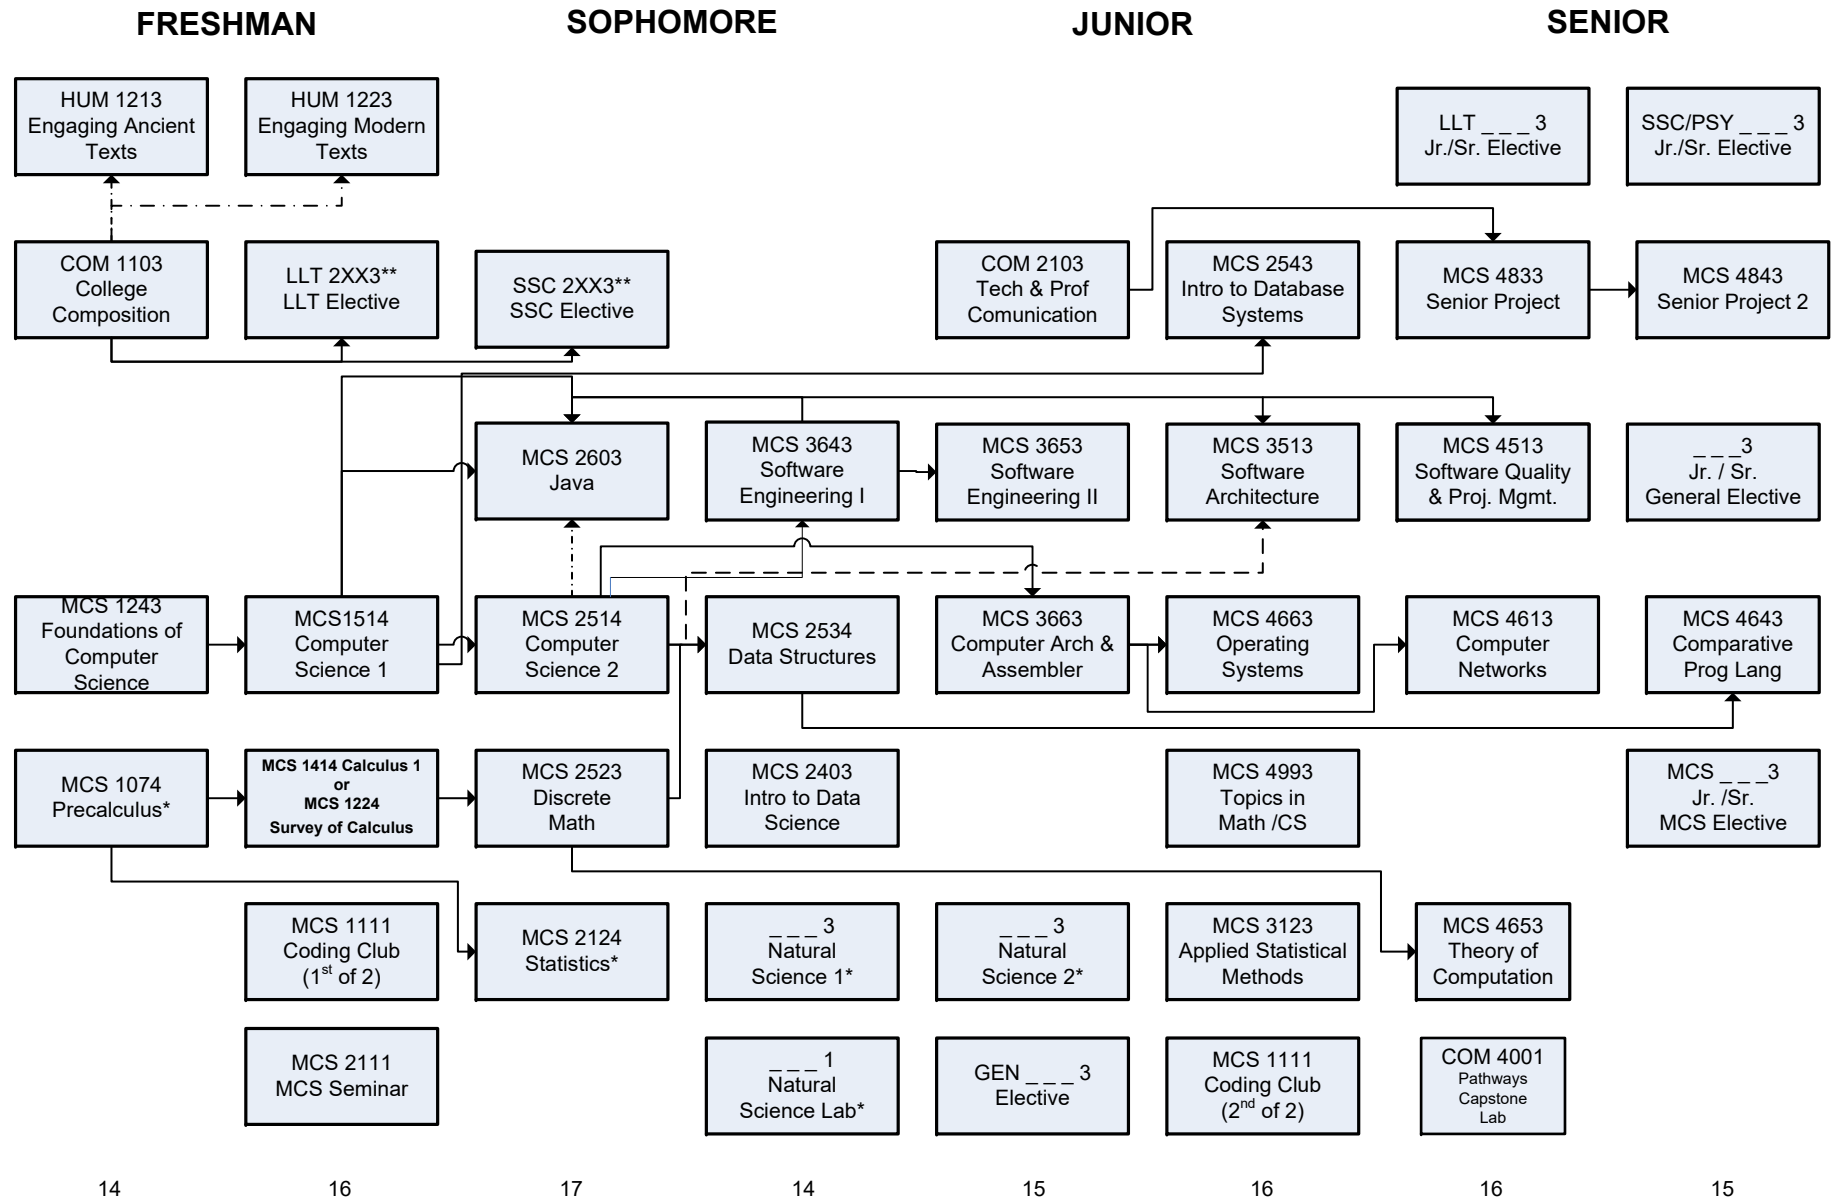 FRESHMAN
SOPHOMORE
JUNIOR
SENIOR
HUM 1213
Engaging Ancient
Texts
HUM 1223
Engaging Modern
Texts
LLT _ _ _ 3
Jr./Sr. Elective
SSC/PSY _ _ _ 3
Jr./Sr. Elective
COM 1103
College
Composition
LLT 2XX3**
LLT Elective
SSC 2XX3**
SSC Elective
COM 2103
Tech & Prof
Comunication
MCS 2543
Intro to Database
Systems
MCS 4833
Senior Project
MCS 4843
Senior Project 2
MCS 2603
Java
MCS 3643
Software
Engineering I
MCS 3653
Software
Engineering II
MCS 3513
Software
Architecture
MCS 4513
Software Quality
& Proj. Mgmt.
_ _ _3
Jr. / Sr.
General Elective
MCS 1243
Foundations of
Computer
Science
MCS1514
Computer
Science 1
MCS 2514
Computer
Science 2
MCS 2534
Data Structures
MCS 3663
Computer Arch &
Assembler
MCS 4663
Operating
Systems
MCS 4613
Computer
Networks
MCS 4643
Comparative
Prog Lang
MCS 1074
Precalculus*
MCS 1414 Calculus 1
or
MCS 1224
Survey of Calculus
MCS 2523
Discrete
Math
MCS 2403
Intro to Data
Science
MCS 4993
Topics in
Math /CS
MCS _ _ _3
Jr. /Sr.
MCS Elective
MCS 1111
Coding Club
(1st of 2)
MCS 2124
Statistics*
_ _ _ 3
Natural
Science 1*
_ _ _ 3
Natural
Science 2*
MCS 3123
Applied Statistical
Methods
MCS 4653
Theory of
Computation
MCS 2111
MCS Seminar
_ _ _ 1
Natural
Science Lab*
GEN _ _ _ 3
Elective
MCS 1111
Coding Club
(2nd of 2)
COM 4001
Pathways
Capstone
Lab
14
16
17
14
15
16
16
15